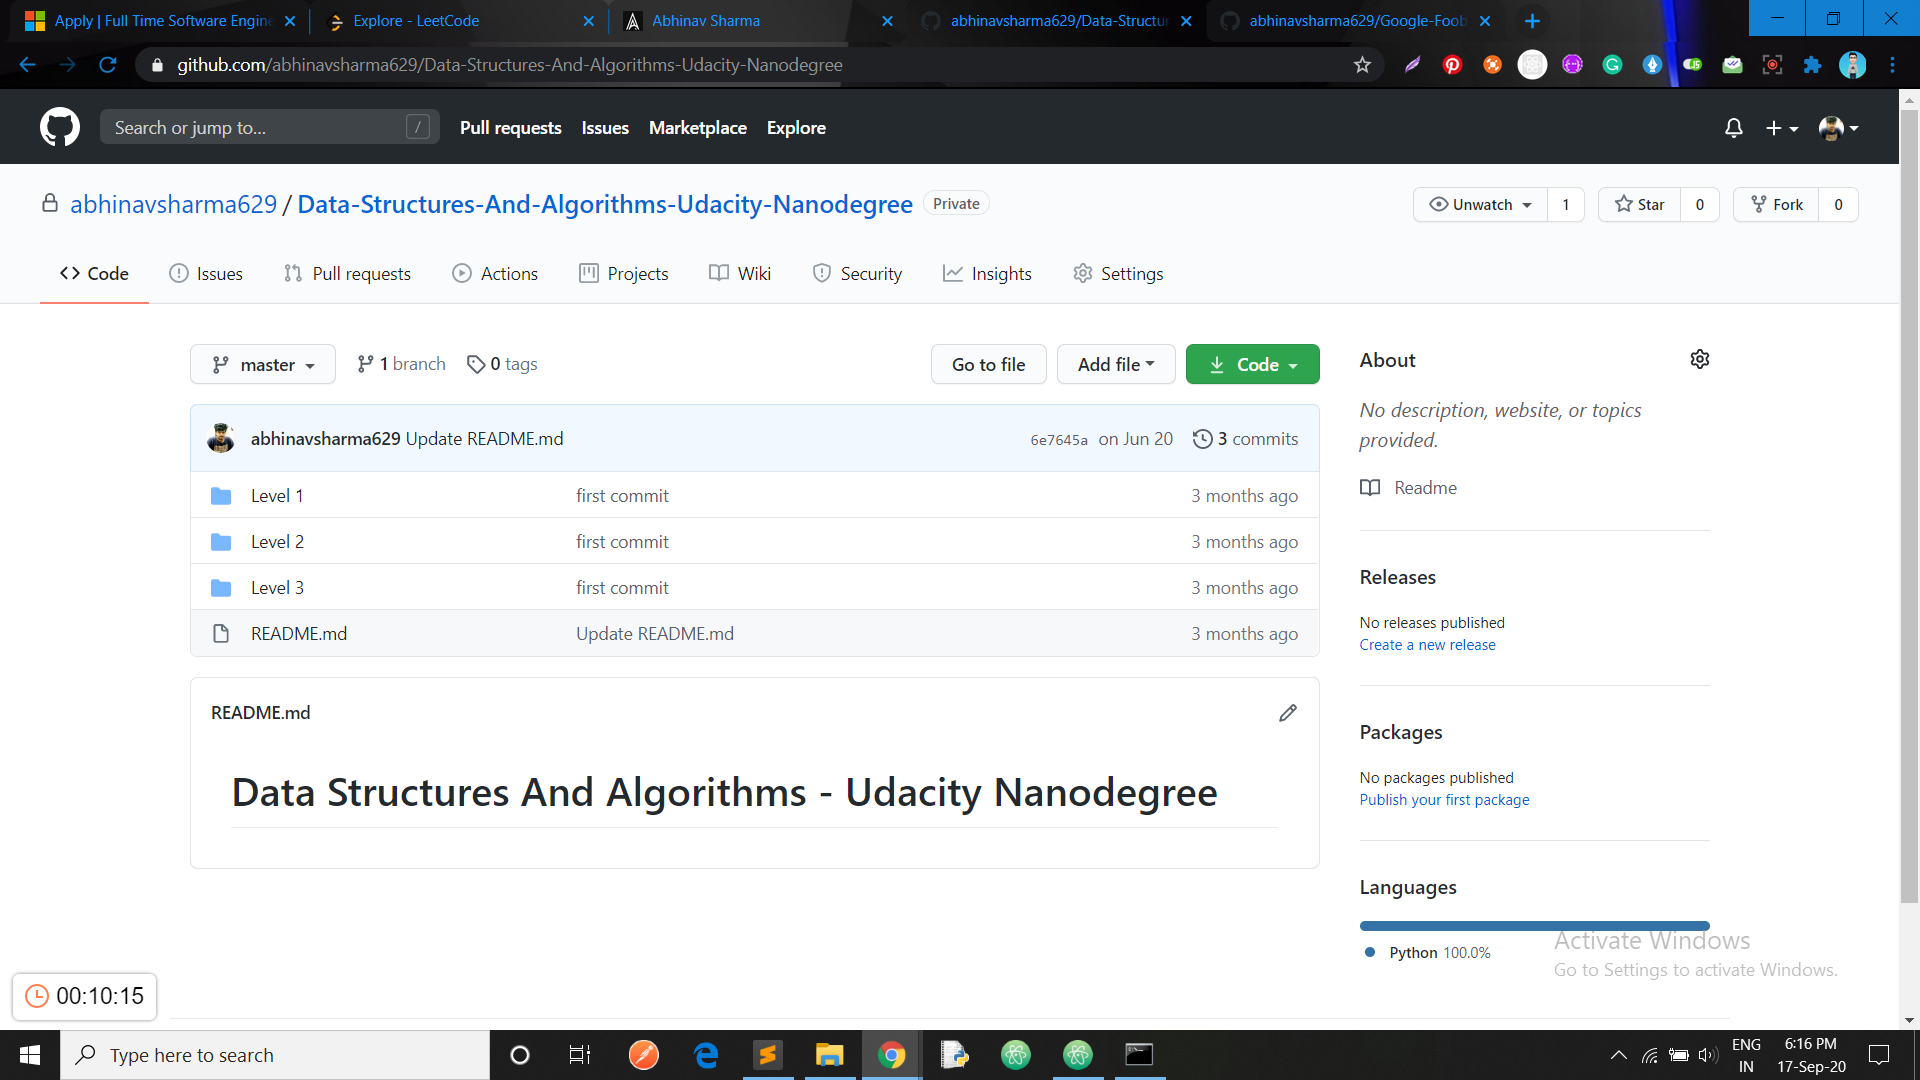 Apply | Full Time Software Engine
Explore - LeetCode
Abhinav Sharma
abhinavsharma629/Data-Structur
abhinavsharma629/Google-Foob
github.com/abhinavsharma629/Data-Structures-And-Algorithms-Udacity-Nanodegree
Search or jump to...
/
Pull requests
Issues
Marketplace
Explore
abhinavsharma629 / Data-Structures-And-Algorithms-Udacity-Nanodegree
Private
Unwatch
1
Star
0
Fork
0
Code
Issues
Pull requests
Actions
Projects
Wiki
Security
Insights
Settings
master
1 branch
0 tags
Go to file
Add file
Code
abhinavsharma629 Update README.md
6e7645a on Jun 20
3 commits
Level 1 first commit 3 months ago
Level 2 first commit 3 months ago
Level 3 first commit 3 months ago
README.md Update README.md 3 months ago
README.md
Data Structures And Algorithms - Udacity Nanodegree
About
No description, website, or topics
provided.
Readme
Releases
No releases published
Create a new release
Packages
No packages published
Publish your first package
Languages
Python 100.0%
Activate Windows
Go to Settings to activate Windows.
00:10:15
Type here to search
ENG
IN
6:16 PM
17-Sep-20